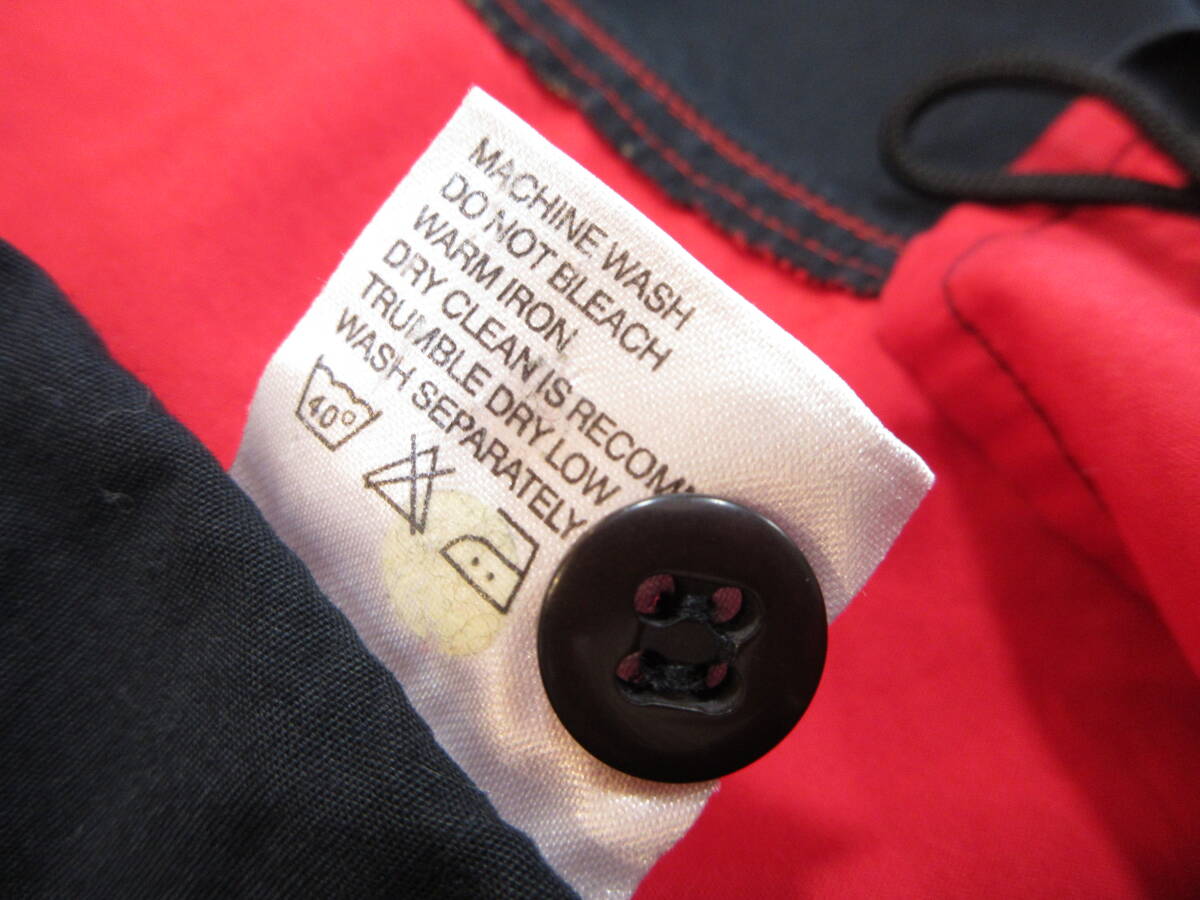 MACHINE WASH
DO NOT BLEACH
WARM IRON
DRY CLEAN IS RECOM
TRUMBLE DRY LOW
WASH SEPARATELY
40°